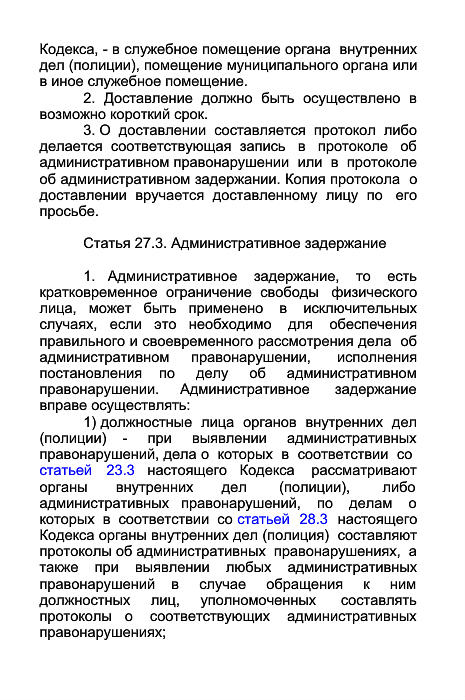 Кодекса, - в служебное помещение органа внутренних
дел (полиции), помещение муниципального органа или
в иное служебное помещение.
2. Доставление должно быть осуществлено в
возможно короткий срок.
3. О доставлении составляется протокол либо
делается соответствующая запись в протоколе об
административном правонарушении или в протоколе
об административном задержании. Копия протокола о
доставлении вручается доставленному лицу по его
просьбе.
Статья 27.3. Административное задержание
1. Административное задержание, то есть
кратковременное ограничение свободы физического
лица, может быть применено в исключительных
случаях, если это необходимо для обеспечения
правильного и своевременного рассмотрения дела об
административном правонарушении, исполнения
постановления по делу об административном
правонарушении. Административное задержание
вправе осуществлять:
1) должностные лица органов внутренних дел
(полиции) - при выявлении административных
правонарушений, дела о которых в соответствии со
статьей 23.3 настоящего Кодекса рассматривают
органы внутренних дел (полиции), либо
административных правонарушений, по делам о
которых в соответствии со статьей 28.3 настоящего
Кодекса органы внутренних дел (полиция) составляют
протоколы об административных правонарушениях, а
также при выявлении любых административных
правонарушений в случае обращения к ним
должностных лиц, уполномоченных составлять
протоколы о соответствующих административных
правонарушениях;